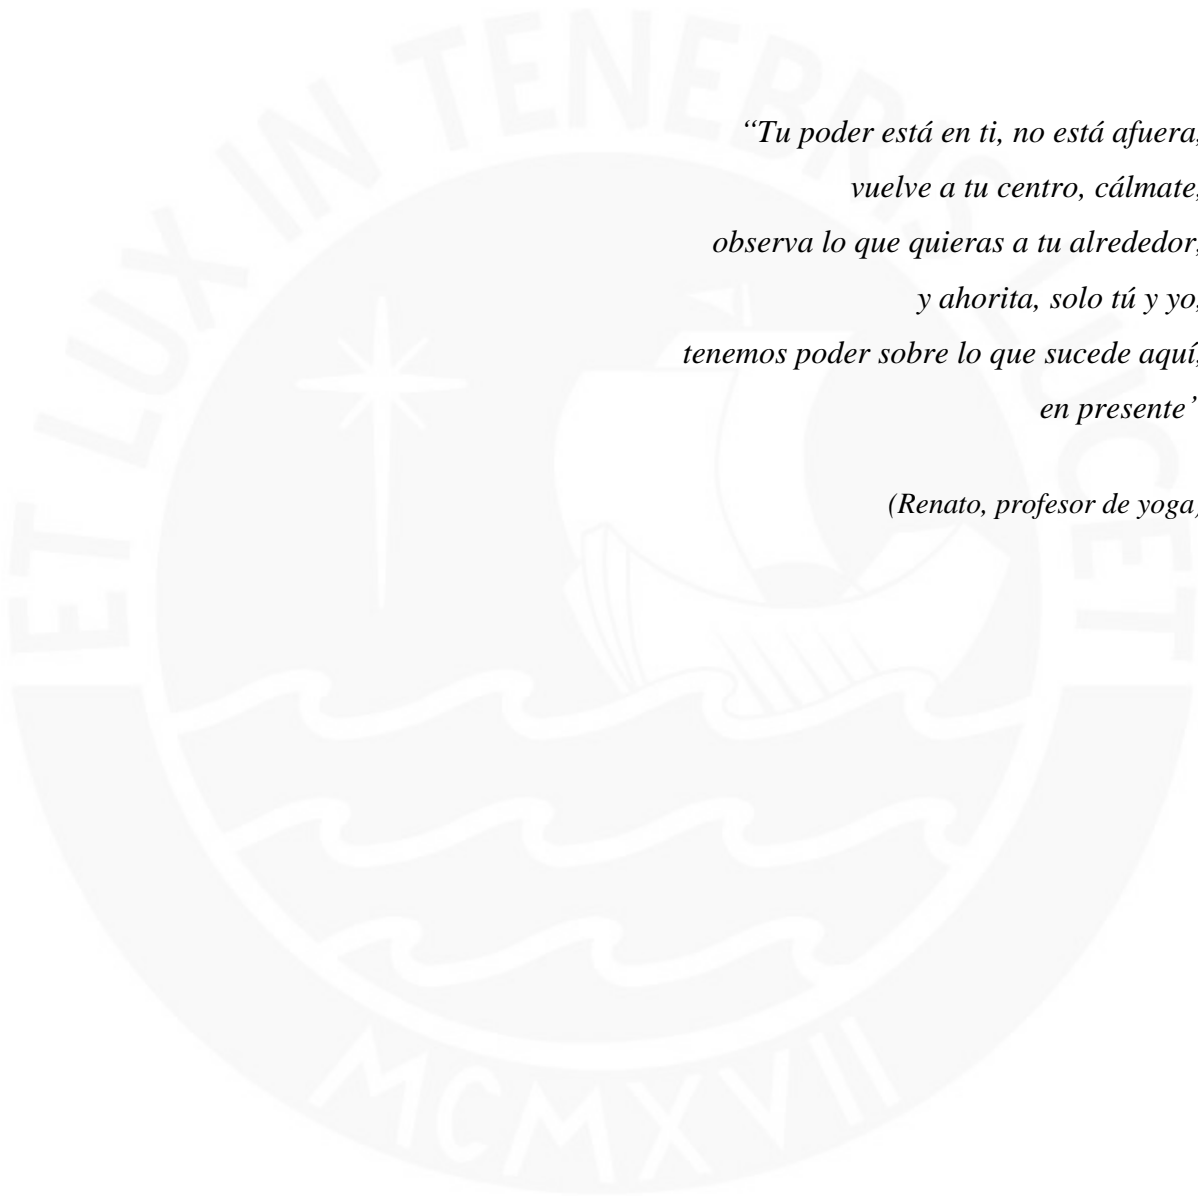 “Tu poder está en ti, no está afuera,
vuelve a tu centro, cálmate,
observa lo que quieras a tu alrededor,
y ahorita, solo tú y yo,
tenemos poder sobre lo que sucede aquí,
en presente”
(Renato, profesor de yoga)
ET LUX IN TENEBRIS LUCET
MCMXVII